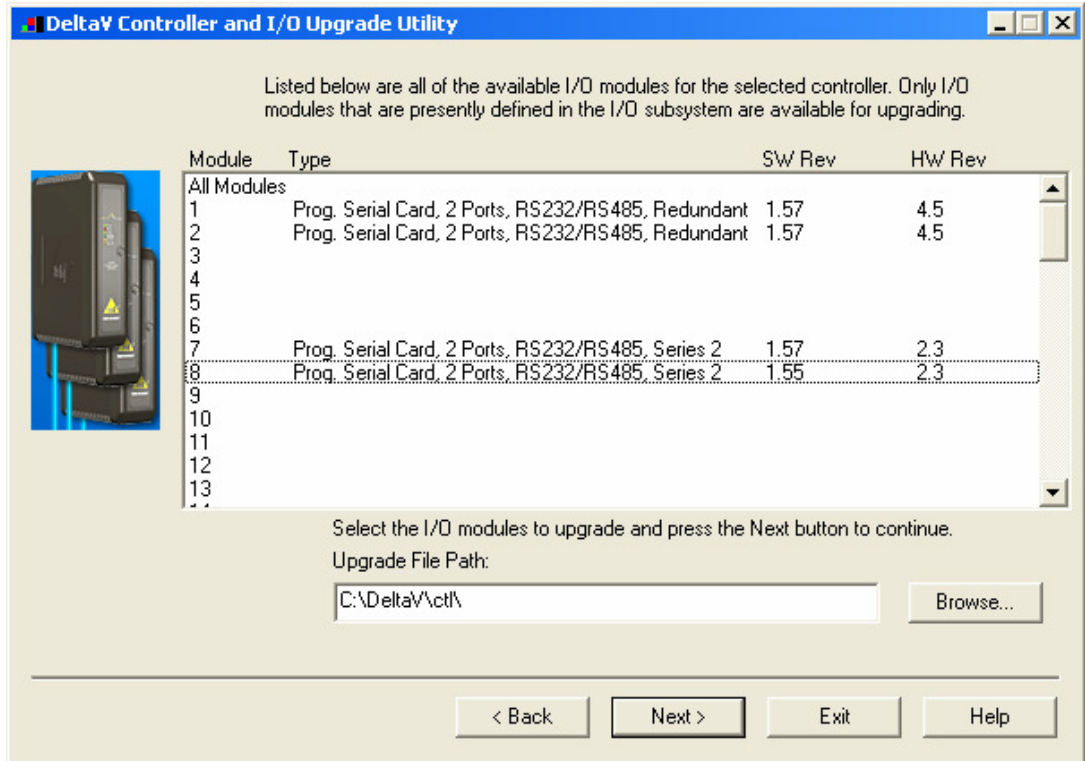 DeltaV Controller and I/O Upgrade Utility
Listed below are all of the available I/O modules for the selected controller. Only I/O
modules that are presently defined in the I/O subsystem are available for upgrading.
Module Type SW Rev HW Rev
All Modules
1 Prog. Serial Card, 2 Ports, RS232/RS485, Redundant 1.57 4.5
2 Prog. Serial Card, 2 Ports, RS232/RS485, Redundant 1.57 4.5
3
4
5
6
7 Prog. Serial Card, 2 Ports, RS232/RS485, Series 2 1.57 2.3
8 Prog. Serial Card, 2 Ports, RS232/RS485, Series 2 1.55 2.3
9
10
11
12
13
Select the I/O modules to upgrade and press the Next button to continue.
Upgrade File Path:
C:\DeltaV\ctl\
Browse...
< Back Next > Exit Help